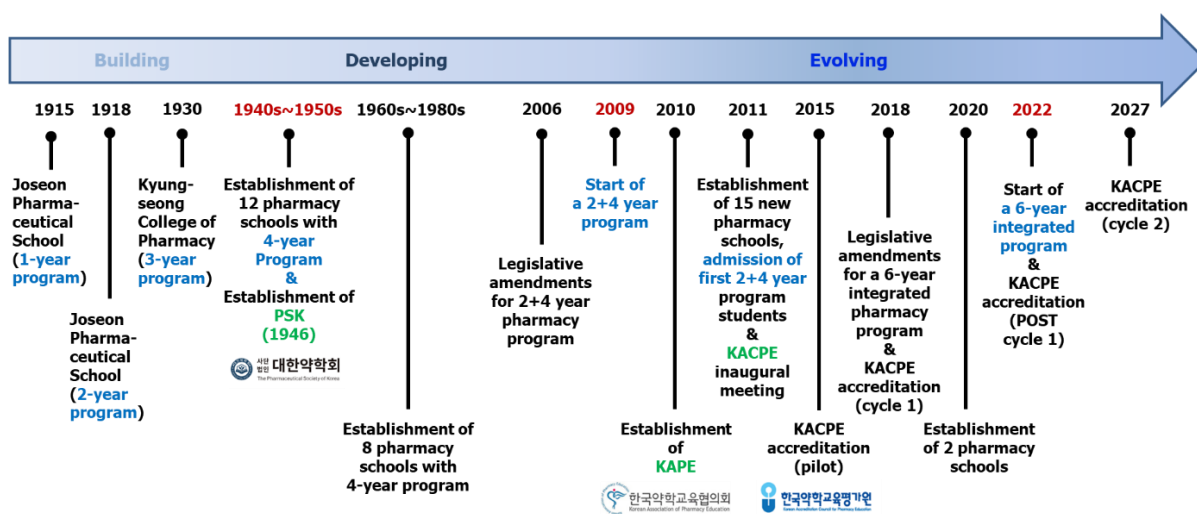 Building
Developing
Evolving
1915
1918
1930
1940s~1950s
1960s~1980s
2006
2009
2010
2011
2015
2018
2020
2022
2027
Joseon
Pharma-
ceutical
School
(1-year
program)
Joseon
Pharma-
ceutical
School
(2-year
program)
Kyung-
seong
College of
Pharmacy
(3-year
program)
Establishment of
12 pharmacy
schools with
4-year
Program
&
Establishment of
PSK
(1946)
사단
법인 대한약학회
The Pharmaceutical Society of Korea
Establishment of
8 pharmacy
schools with
4-year program
Legislative
amendments
for 2+4 year
pharmacy
program
Start of
a 2+4 year
program
Establishment
of
KAPE
한국약학교육협의회
Korean Association of Pharmacy Education
Establishment
of 15 new
pharmacy
schools,
admission of
first 2+4 year
program
students
&
KACPE
inaugural
meeting
KACPE
accreditation
(pilot)
한국약학교육평가원
Korean Accreditation Council for Pharmacy Education
Legislative
amendments
for a 6-year
integrated
pharmacy
program
&
KACPE
accreditation
(cycle 1)
Establishment
of 2 pharmacy
schools
Start of
a 6-year
integrated
program
&
KACPE
accreditation
(POST
cycle 1)
KACPE
accreditation
(cycle 2)